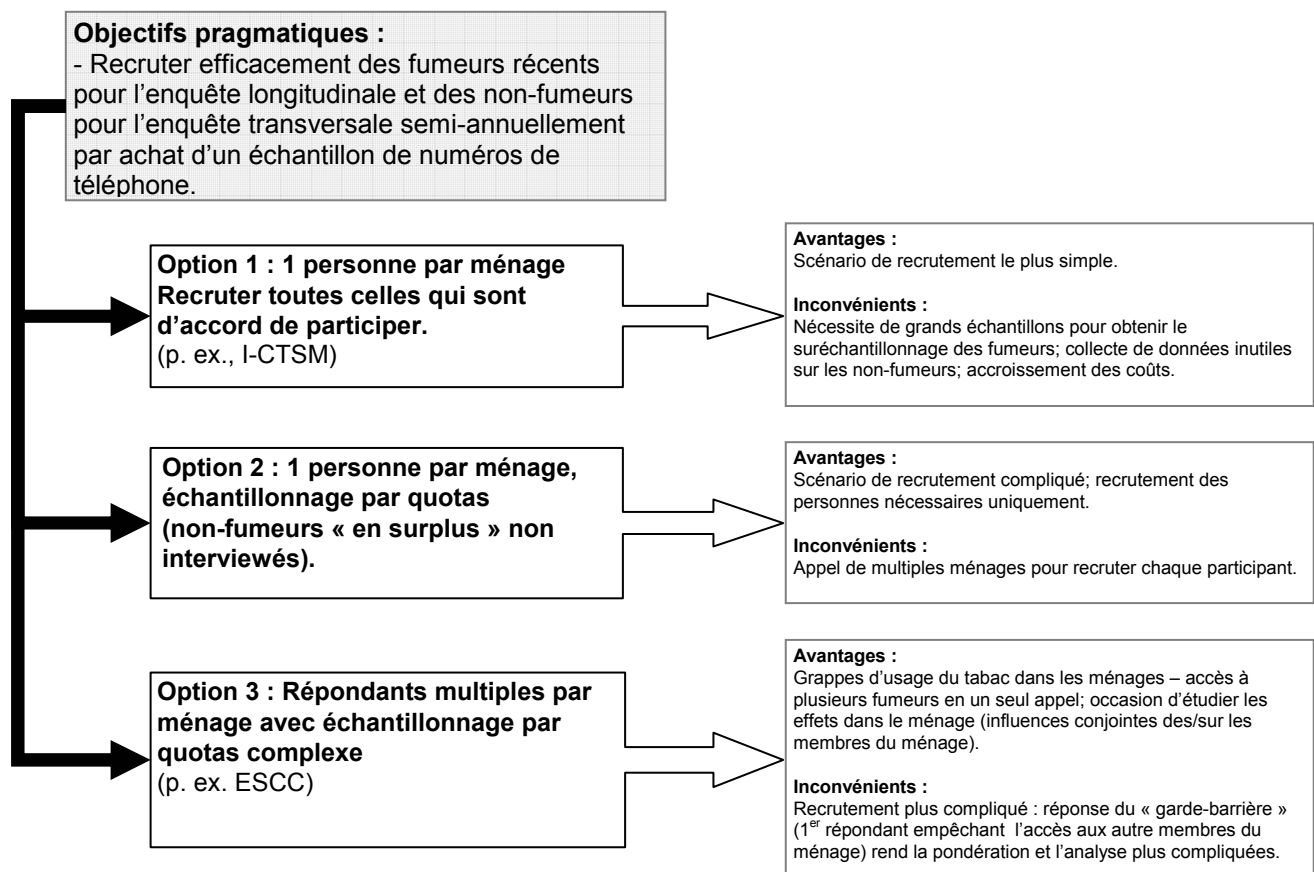 Objectifs pragmatiques :
- Recruter efficacement des fumeurs récents
pour l’enquête longitudinale et des non-fumeurs
pour l’enquête transversale semi-annuellement
par achat d’un échantillon de numéros de
téléphone.
Option 1 : 1 personne par ménage
Recruter toutes celles qui sont
d’accord de participer.
(p. ex., I-CTSM)
Avantages :
Scénario de recrutement le plus simple.
Inconvénients :
Nécessite de grands échantillons pour obtenir le
suréchantillonnage des fumeurs; collecte de données inutiles
sur les non-fumeurs; accroissement des coûts.
Option 2 : 1 personne par ménage,
échantillonnage par quotas
(non-fumeurs « en surplus » non
interviewés).
Avantages :
Scénario de recrutement compliqué; recrutement des
personnes nécessaires uniquement.
Inconvénients :
Appel de multiples ménages pour recruter chaque participant.
Option 3 : Répondants multiples par
ménage avec échantillonnage par
quotas complexe
(p. ex. ESCC)
Avantages :
Grappes d’usage du tabac dans les ménages – accès à
plusieurs fumeurs en un seul appel; occasion d’étudier les
effets dans le ménage (influences conjointes des/sur les
membres du ménage).
Inconvénients :
Recrutement plus compliqué : réponse du « garde-barrière »
(1er répondant empêchant l’accès aux autre membres du
ménage) rend la pondération et l’analyse plus compliquées.